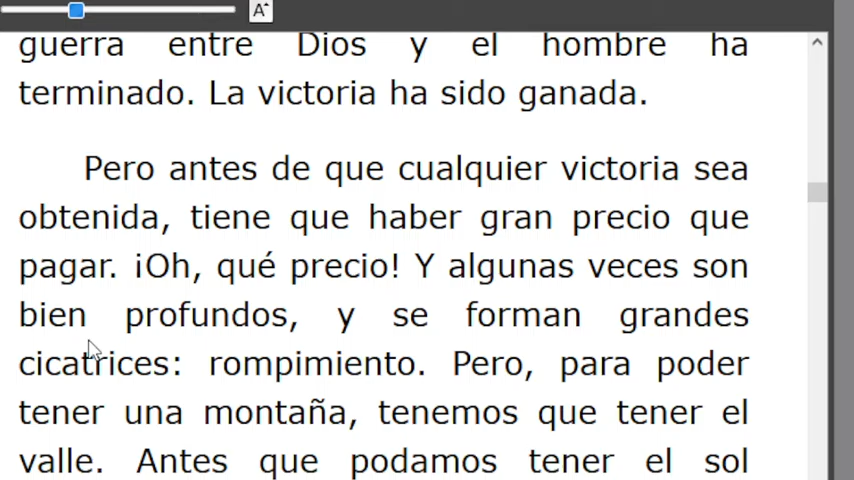 A
guerra entre Dios y el hombre ha
terminado. La victoria ha sido ganada.
Pero antes de que cualquier victoria sea
obtenida, tiene que haber gran precio que
pagar. ¡Oh, qué precio! Y algunas veces son
bien profundos, y se forman grandes
cicatrices: rompimiento. Pero, para poder
tener una montaña, tenemos que tener el
valle. Antes que podamos tener el sol